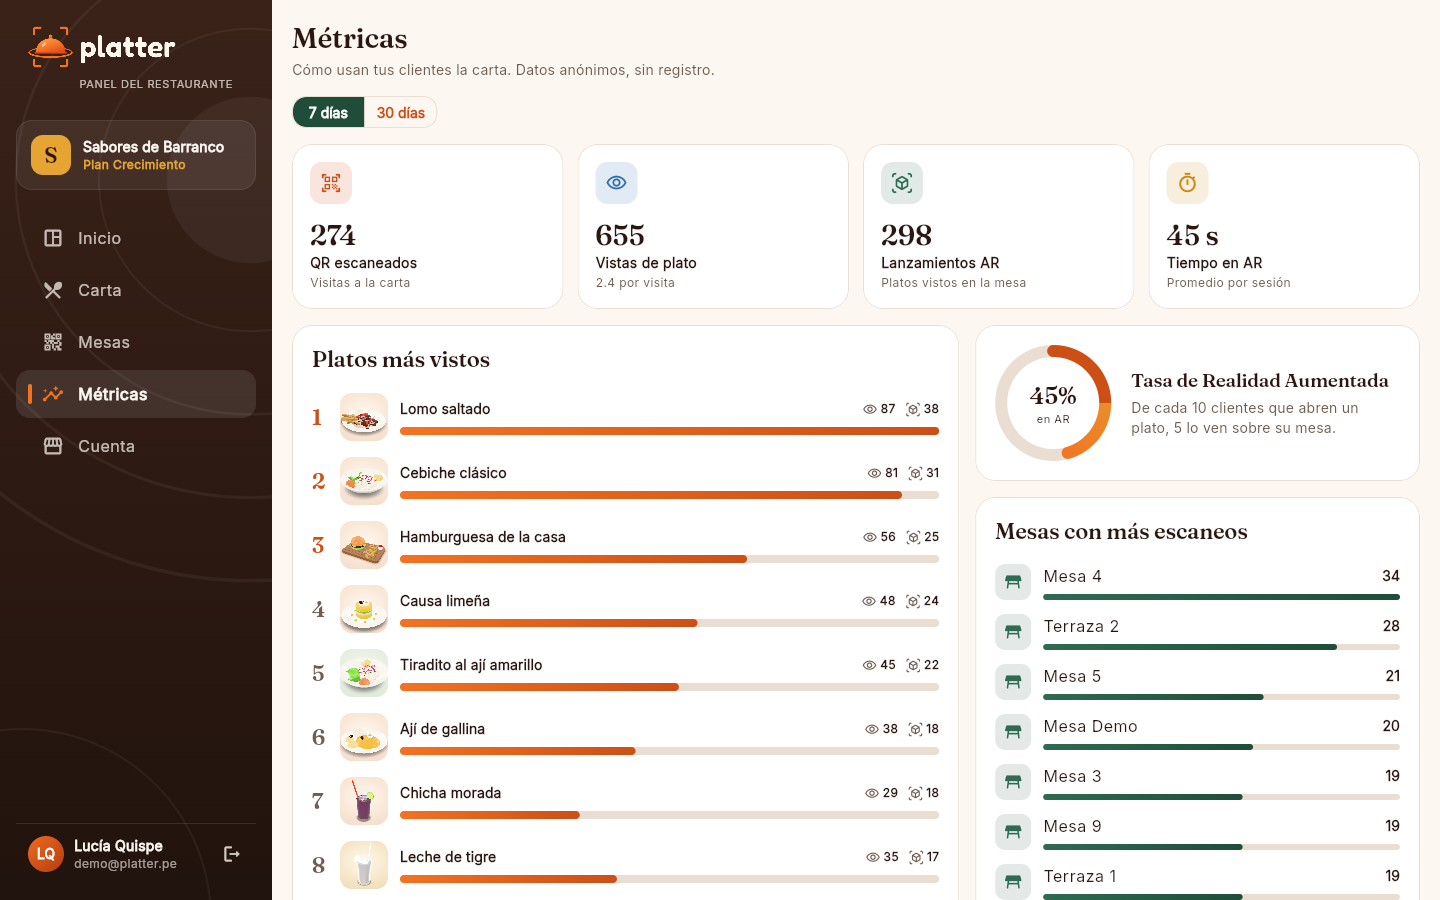 platter
PANEL DEL RESTAURANTE
S
Sabores de Barranco
Plan Crecimiento
Inicio
Carta
Mesas
Métricas
Cuenta
LQ
Lucía Quispe
demo@platter.pe
Métricas
Cómo usan tus clientes la carta. Datos anónimos, sin registro.
7 días
30 días
274
QR escaneados
Visitas a la carta
655
Vistas de plato
2.4 por visita
298
Lanzamientos AR
Platos vistos en la mesa
45 s
Tiempo en AR
Promedio por sesión
Platos más vistos
1 Lomo saltado 87 38
2 Cebiche clásico 81 31
3 Hamburguesa de la casa 56 25
4 Causa limeña 48 24
5 Tiradito al ají amarillo 45 22
6 Ají de gallina 38 18
7 Chicha morada 29 18
8 Leche de tigre 35 17
45%
en AR
Tasa de Realidad Aumentada
De cada 10 clientes que abren un
plato, 5 lo ven sobre su mesa.
Mesas con más escaneos
Mesa 4 34
Terraza 2 28
Mesa 5 21
Mesa Demo 20
Mesa 3 19
Mesa 9 19
Terraza 1 19